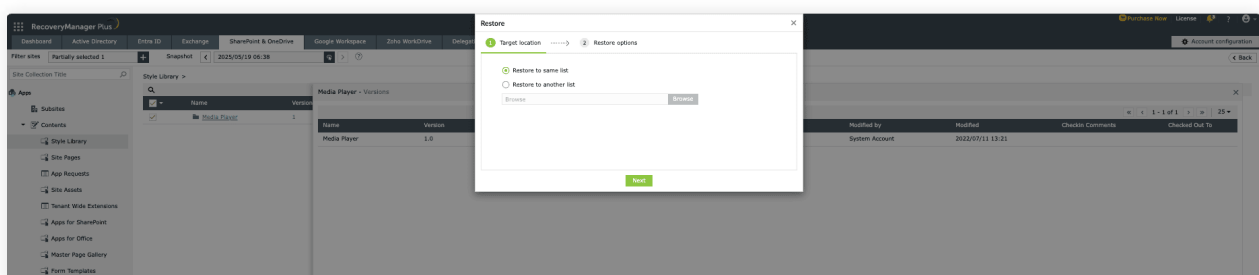 RecoveryManager Plus
Purchase Now License ?
Dashboard Active Directory Entra ID Exchange SharePoint & OneDrive Google Workspace Zoho WorkDrive Delegati
Account configuration
Filter sites Partially selected 1 + Snapshot < 2025/05/19 06:38 > ?
< Back
Site Collection Title
Style Library >
Apps
Subsites
Contents
Style Library
Site Pages
App Requests
Site Assets
Tenant Wide Extensions
Apps for SharePoint
Apps for Office
Master Page Gallery
Form Templates
Name Version
Media Player 1
Media Player - Versions
1 - 1 of 1 25
Name Version Modified by Modified Checkin Comments Checked Out To
Media Player 1.0 System Account 2022/07/11 13:21
Restore
1 Target location 2 Restore options
Restore to same list
Restore to another list
Browse Browse
Next